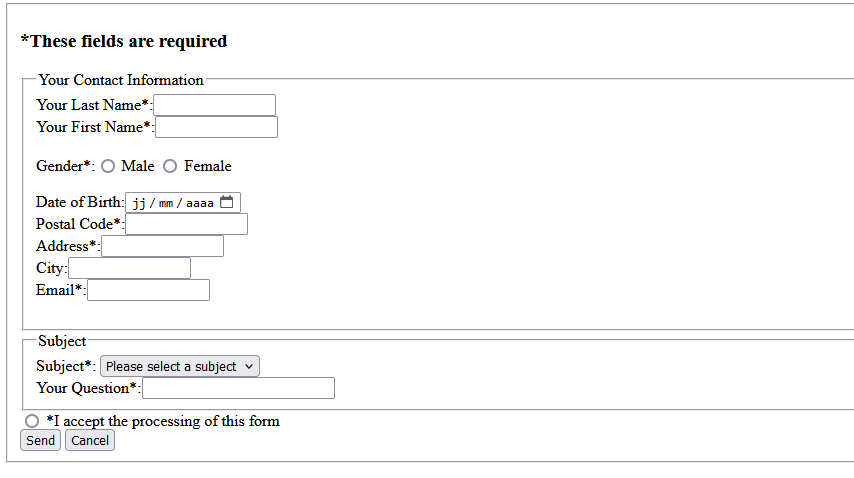 *These fields are required
Your Contact Information
Your Last Name*:
Your First Name*:
Gender*: Male Female
Date of Birth: jj / mm / aaaa
Postal Code*:
Address*:
City:
Email*:
Subject
Subject*: Please select a subject
Your Question*:
*I accept the processing of this form
Send Cancel